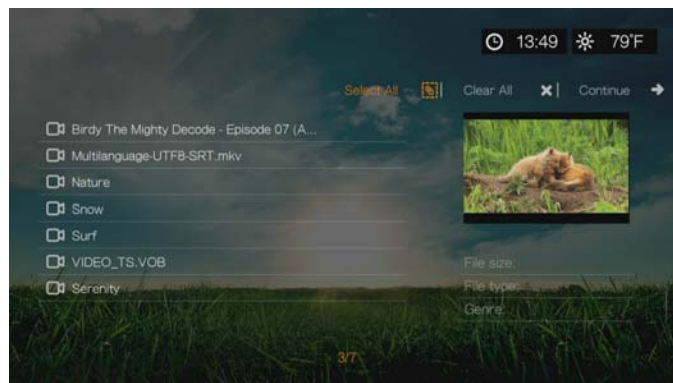 13:49 79°F
Select All Clear All Continue
Birdy The Mighty Decode - Episode 07 (A...
Multilanguage-UTF8-SRT.mkv
Nature
Snow
Surf
VIDEO_TS.VOB
Serenity
File size:
File type:
Genre:
3/7